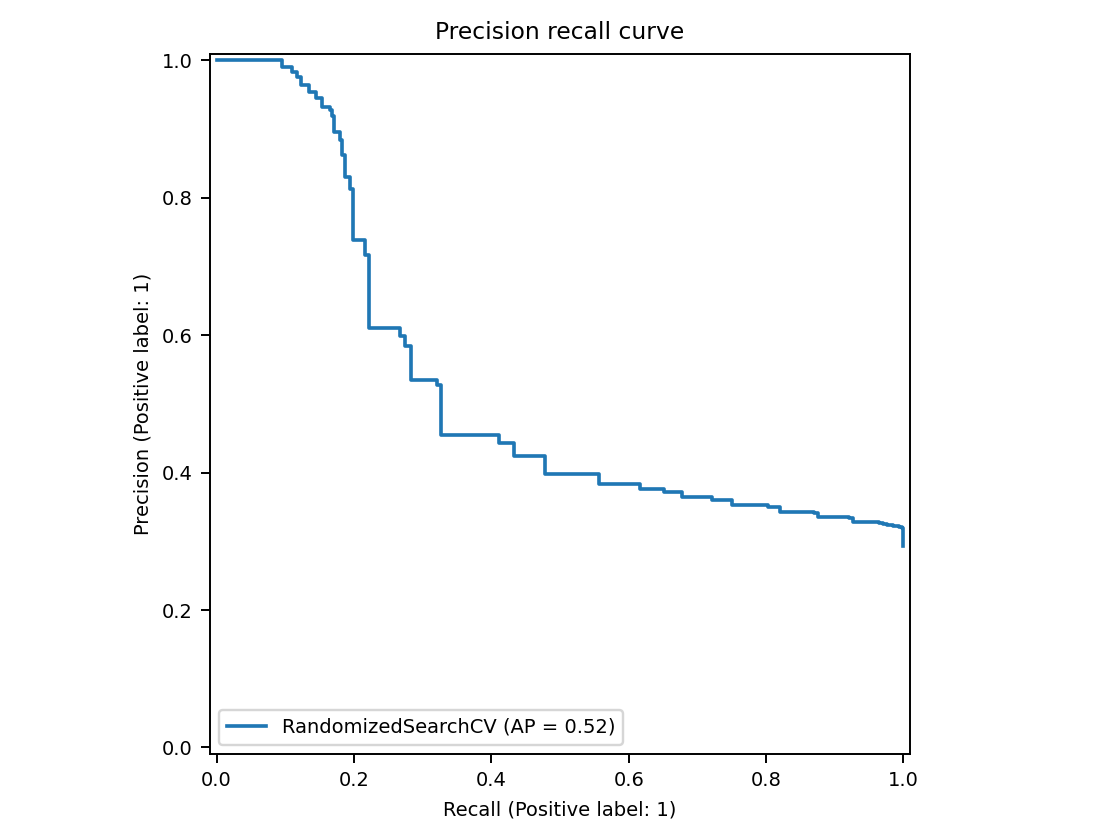 Precision recall curve
1.0
0.8
0.6
0.4
0.2
0.0
Precision (Positive label: 1)
RandomizedSearchCV (AP = 0.52)
0.0 0.2 0.4 0.6 0.8 1.0
Recall (Positive label: 1)